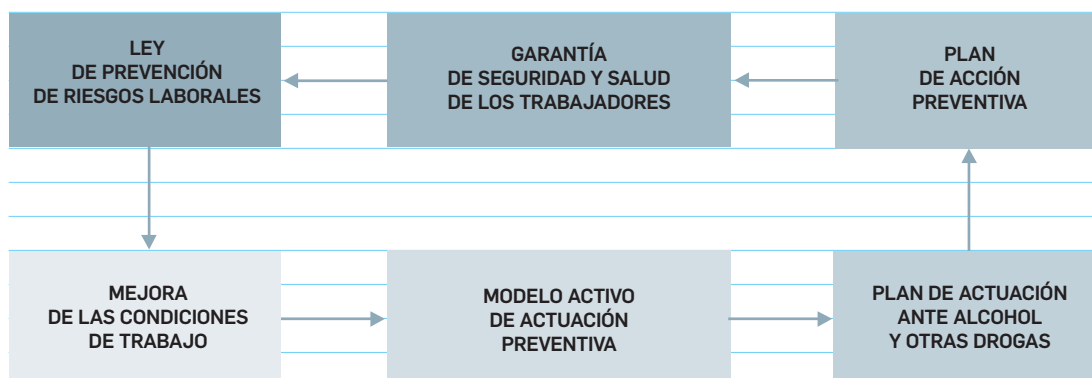 LEY
DE PREVENCIÓN
DE RIESGOS LABORALES
GARANTÍA
DE SEGURIDAD Y SALUD
DE LOS TRABAJADORES
PLAN
DE ACCIÓN
PREVENTIVA
MEJORA
DE LAS CONDICIONES
DE TRABAJO
MODELO ACTIVO
DE ACTUACIÓN
PREVENTIVA
PLAN DE ACTUACIÓN
ANTE ALCOHOL
Y OTRAS DROGAS